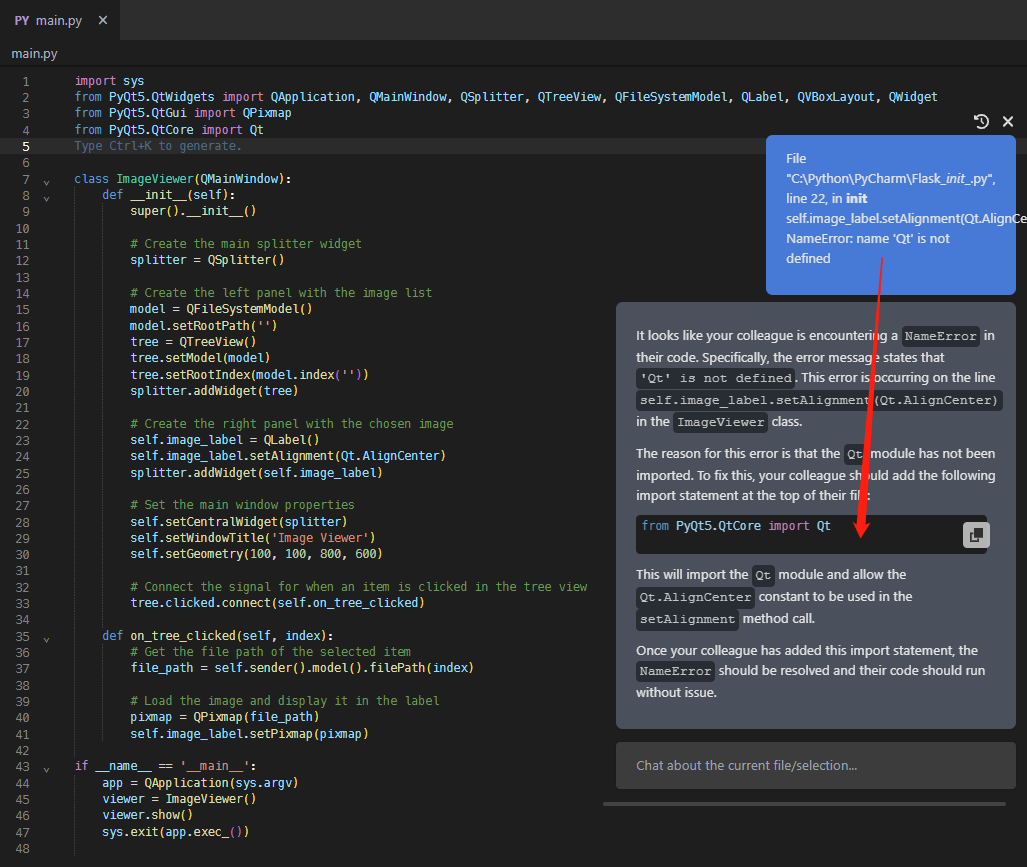 PY main.py
main.py
1 import sys
2 from PyQt5.QtWidgets import QApplication, QMainWindow, QSplitter, QTreeView, QFileSystemModel, QLabel, QVBoxLayout, QWidget
3 from PyQt5.QtGui import QPixmap
4 from PyQt5.QtCore import Qt
5 Type Ctrl+K to generate.
6
7 class ImageViewer(QMainWindow):
8     def __init__(self):
9         super().__init__()
10
11         # Create the main splitter widget
12         splitter = QSplitter()
13
14         # Create the left panel with the image list
15         model = QFileSystemModel()
16         model.setRootPath('')
17         tree = QTreeView()
18         tree.setModel(model)
19         tree.setRootIndex(model.index(''))
20         splitter.addWidget(tree)
21
22         # Create the right panel with the chosen image
23         self.image_label = QLabel()
24         self.image_label.setAlignment(Qt.AlignCenter)
25         splitter.addWidget(self.image_label)
26
27         # Set the main window properties
28         self.setCentralWidget(splitter)
29         self.setWindowTitle('Image Viewer')
30         self.setGeometry(100, 100, 800, 600)
31
32         # Connect the signal for when an item is clicked in the tree view
33         tree.clicked.connect(self.on_tree_clicked)
34
35     def on_tree_clicked(self, index):
36         # Get the file path of the selected item
37         file_path = self.sender().model().filePath(index)
38
39         # Load the image and display it in the label
40         pixmap = QPixmap(file_path)
41         self.image_label.setPixmap(pixmap)
42
43 if __name__ == '__main__':
44     app = QApplication(sys.argv)
45     viewer = ImageViewer()
46     viewer.show()
47     sys.exit(app.exec_())
48
File
"C:\Python\PyCharm\Flask_init_.py",
line 22, in init
self.image_label.setAlignment(Qt.AlignCe
NameError: name 'Qt' is not
defined
It looks like your colleague is encountering a NameError in
their code. Specifically, the error message states that
'Qt' is not defined. This error is occurring on the line
self.image_label.setAlignment(Qt.AlignCenter)
in the ImageViewer class.
The reason for this error is that the Qt module has not been
imported. To fix this, your colleague should add the following
import statement at the top of their file:
from PyQt5.QtCore import Qt
This will import the Qt module and allow the
Qt.AlignCenter constant to be used in the
setAlignment method call.
Once your colleague has added this import statement, the
NameError should be resolved and their code should run
without issue.
Chat about the current file/selection...